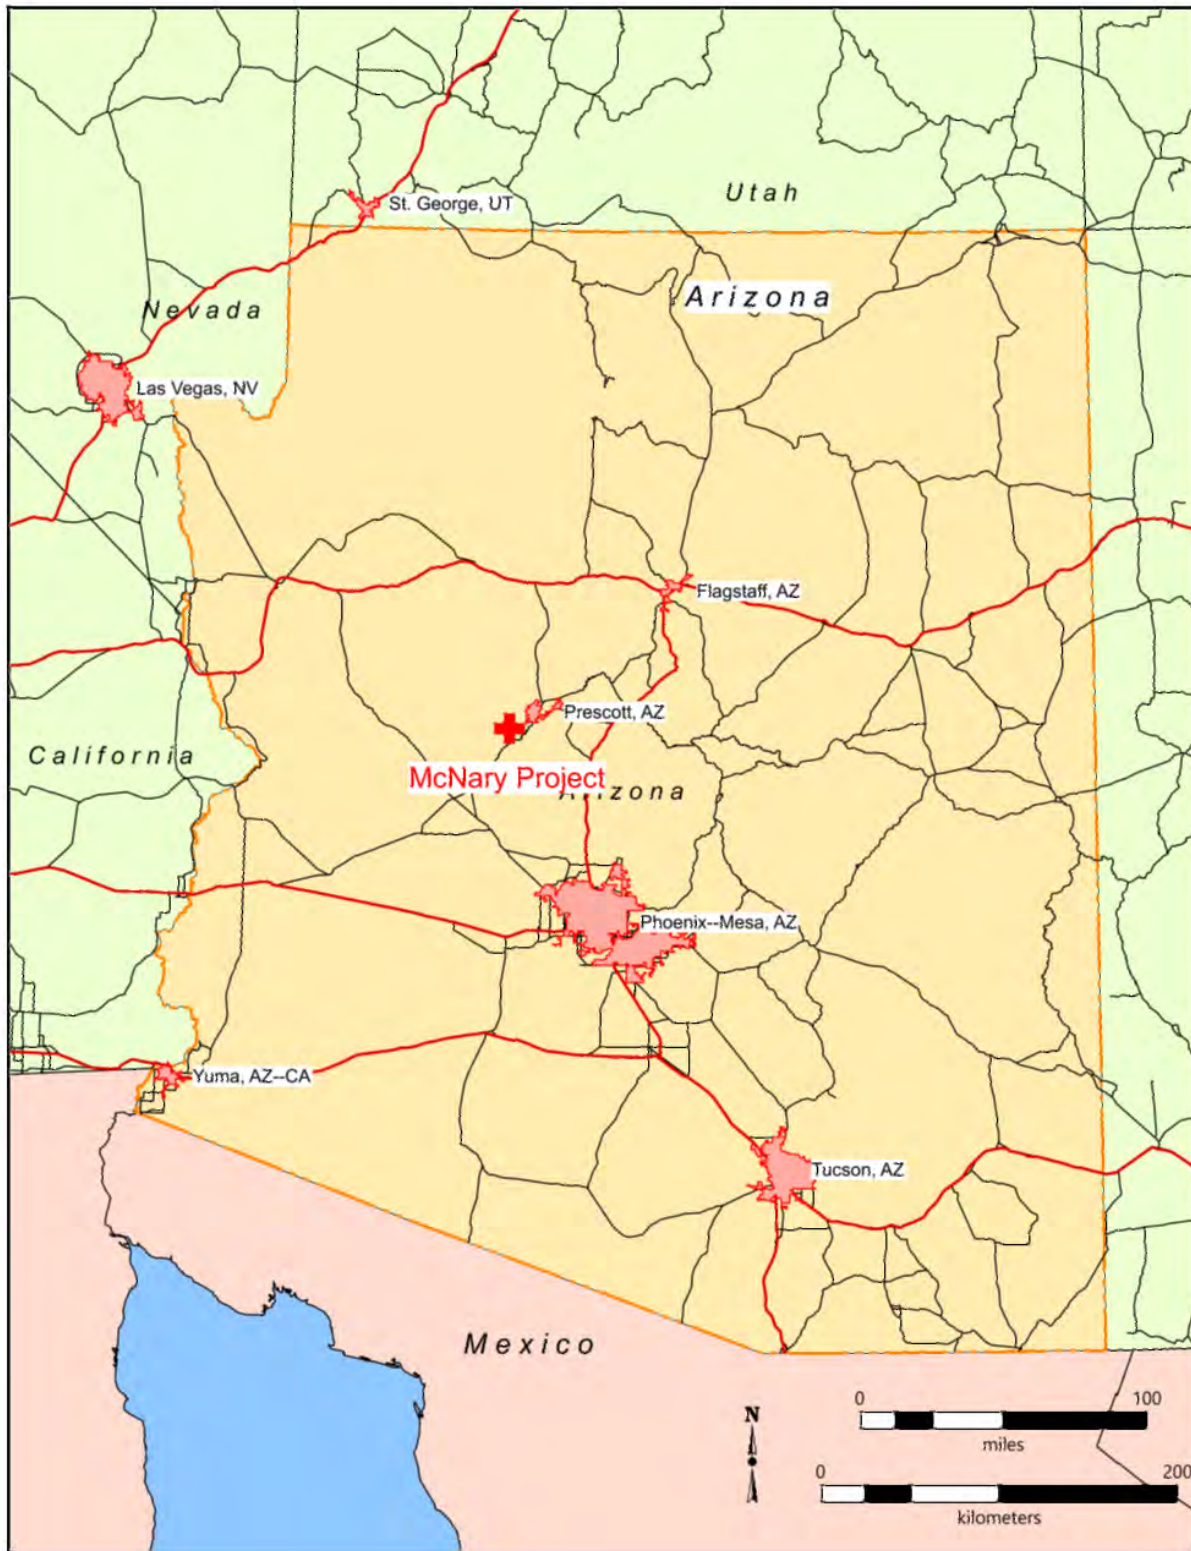 St. George, UT
Utah
Arizona
Nevada
Las Vegas, NV
Flagstaff, AZ
Prescott, AZ
California
McNary Project
Arizona
Phoenix--Mesa, AZ
Yuma, AZ--CA
Tucson, AZ
Mexico
N
0 100
miles
0 200
kilometers